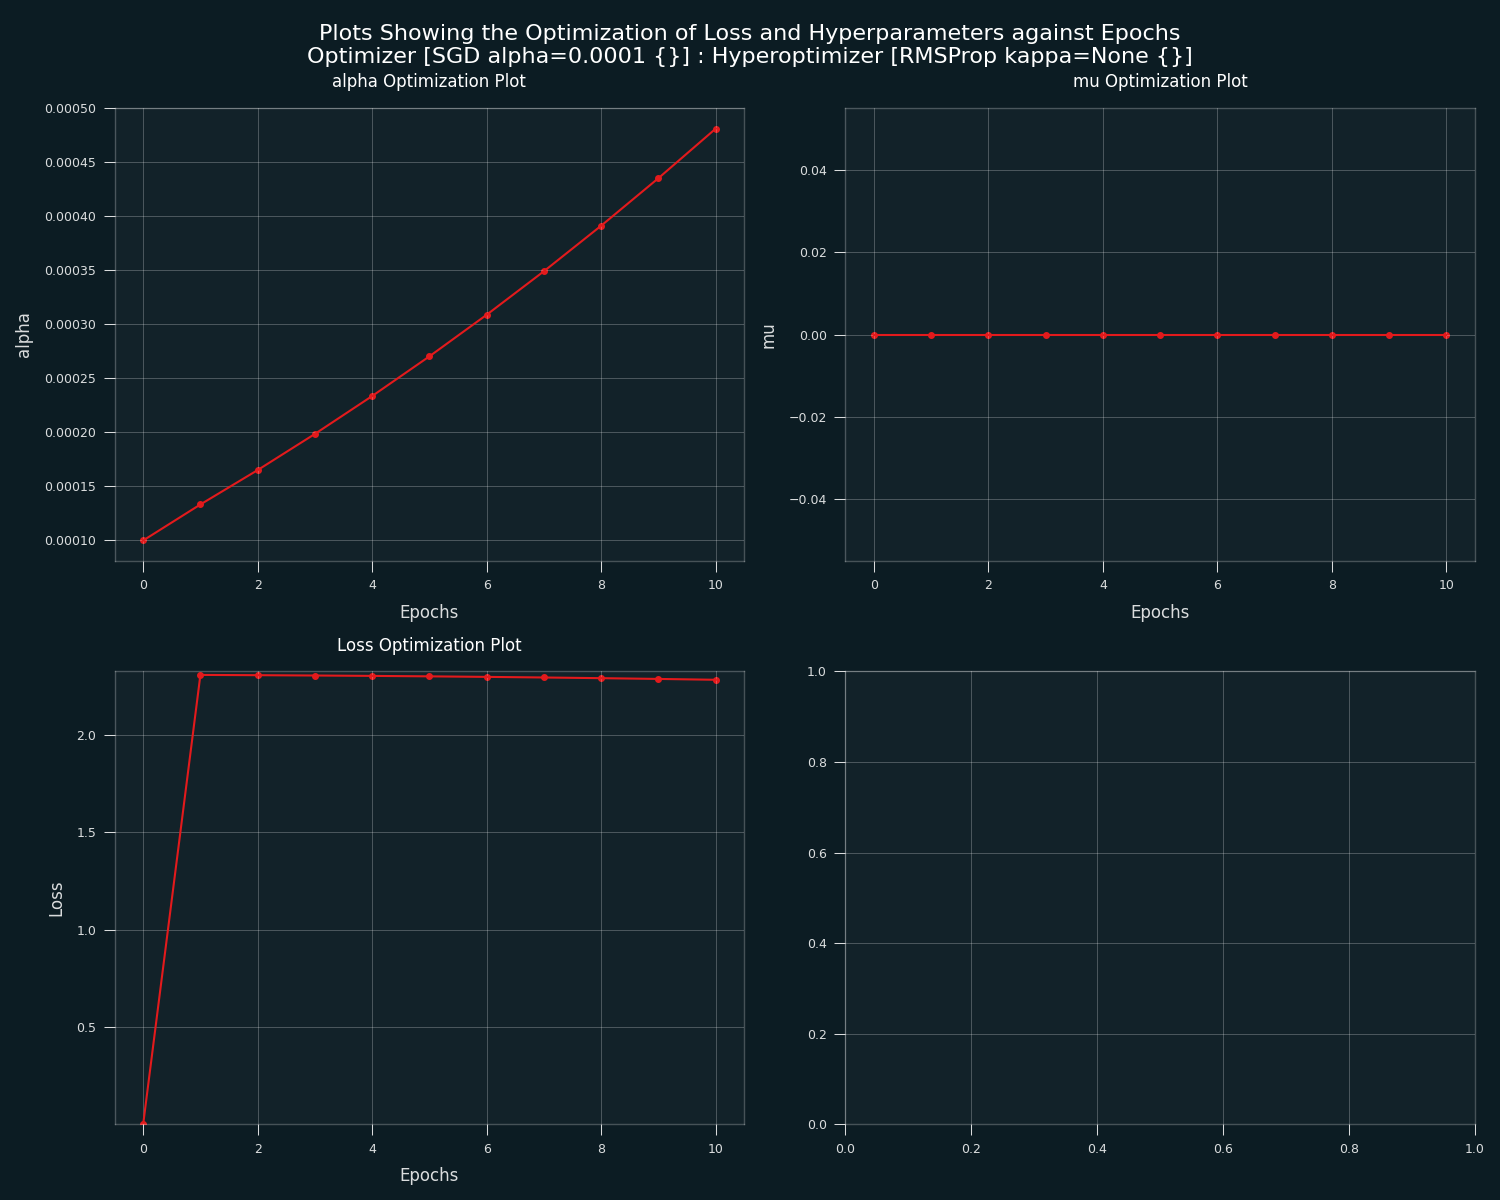 Plots Showing the Optimization of Loss and Hyperparameters against Epochs
Optimizer [SGD alpha=0.0001 {}] : Hyperoptimizer [RMSProp kappa=None {}]
alpha Optimization Plot
0.00050
0.00045
0.00040
0.00035
0.00030
0.00025
0.00020
0.00015
0.00010
alpha
0 2 4 6 8 10
Epochs
mu Optimization Plot
0.04
0.02
0.00
−0.02
−0.04
mu
0 2 4 6 8 10
Epochs
Loss Optimization Plot
2.0
1.5
1.0
0.5
Loss
0 2 4 6 8 10
Epochs
1.0
0.8
0.6
0.4
0.2
0.0
0.0 0.2 0.4 0.6 0.8 1.0